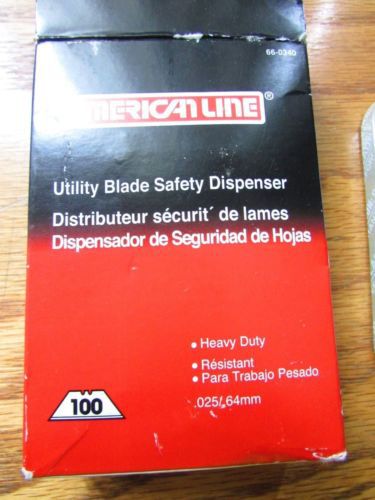 66-0340
MERICAN LINE®
Utility Blade Safety Dispenser
Distributeur sécurit´ de lames
Dispensador de Seguridad de Hojas
• Heavy Duty
• Résistant
• Para Trabajo Pesado
.025/.64mm
100